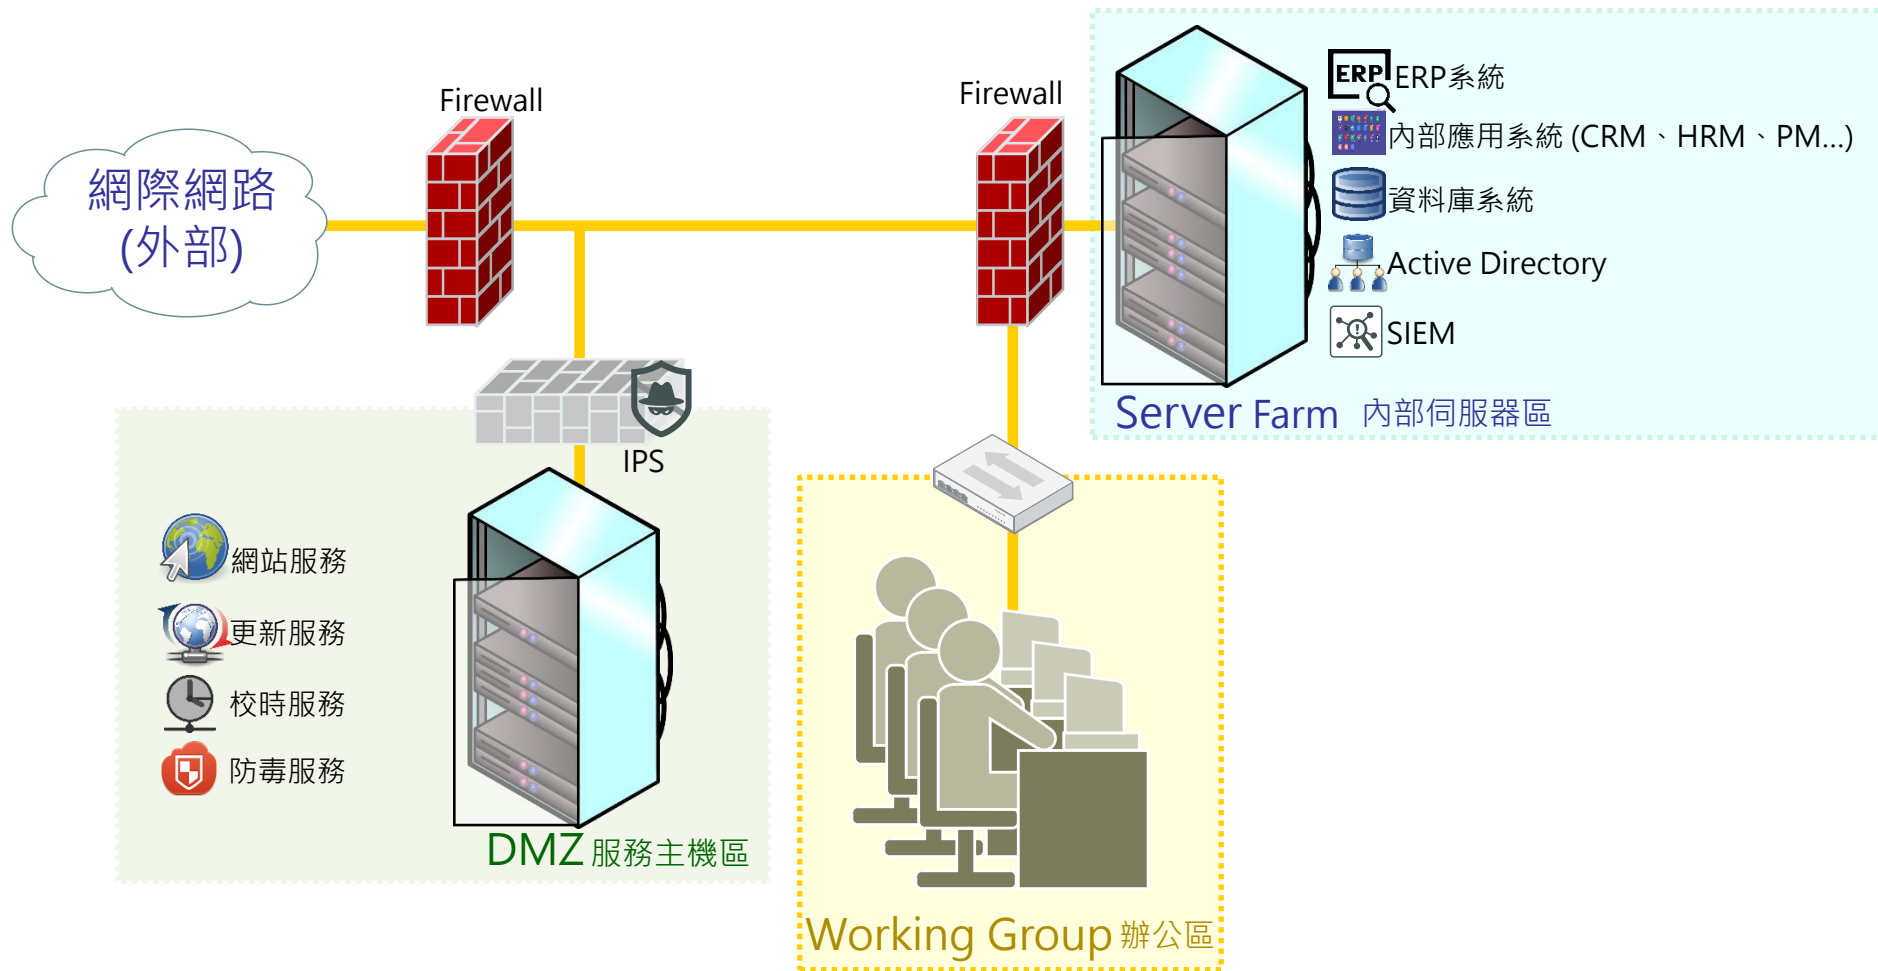 Firewall
Firewall
網際網路
(外部)
ERP
ERP系統
內部應用系統 (CRM、HRM、PM...)
資料庫系統
Active Directory
SIEM
Server Farm 內部伺服器區
IPS
網站服務
更新服務
校時服務
防毒服務
DMZ 服務主機區
Working Group 辦公區